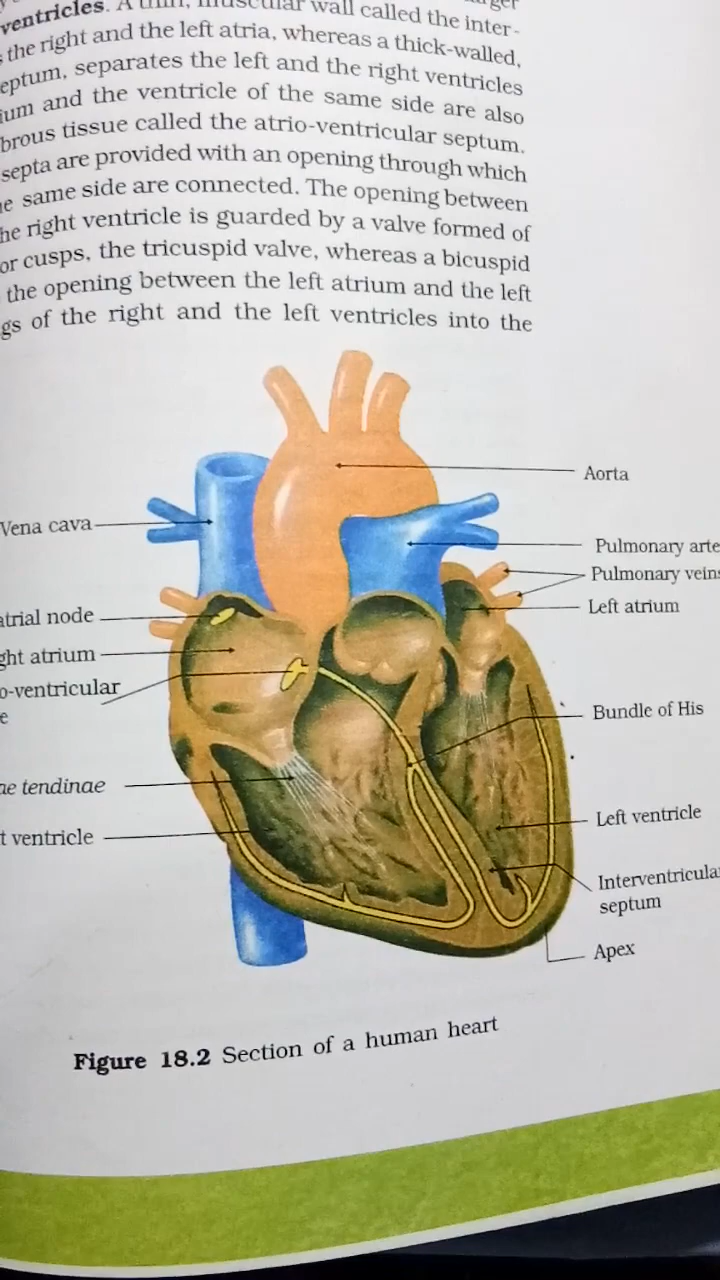 ventricles. A thin, muscular wall called the inter-
the right and the left atria, whereas a thick-walled,
eptum, separates the left and the right ventricles
ium and the ventricle of the same side are also
brous tissue called the atrio-ventricular septum.
septa are provided with an opening through which
e same side are connected. The opening between
he right ventricle is guarded by a valve formed of
or cusps, the tricuspid valve, whereas a bicuspid
the opening between the left atrium and the left
gs of the right and the left ventricles into the
Aorta
Vena cava
Pulmonary arte
Pulmonary veins
Left atrium
atrial node
ght atrium
o-ventricular
e
Bundle of His
ae tendinae
t ventricle
Left ventricle
Interventricula
septum
Apex
Figure 18.2 Section of a human heart